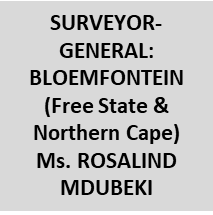 SURVEYOR-
GENERAL:
BLOEMFONTEIN
(Free State &
Northern Cape)
Ms. ROSALIND
MDUBEKI